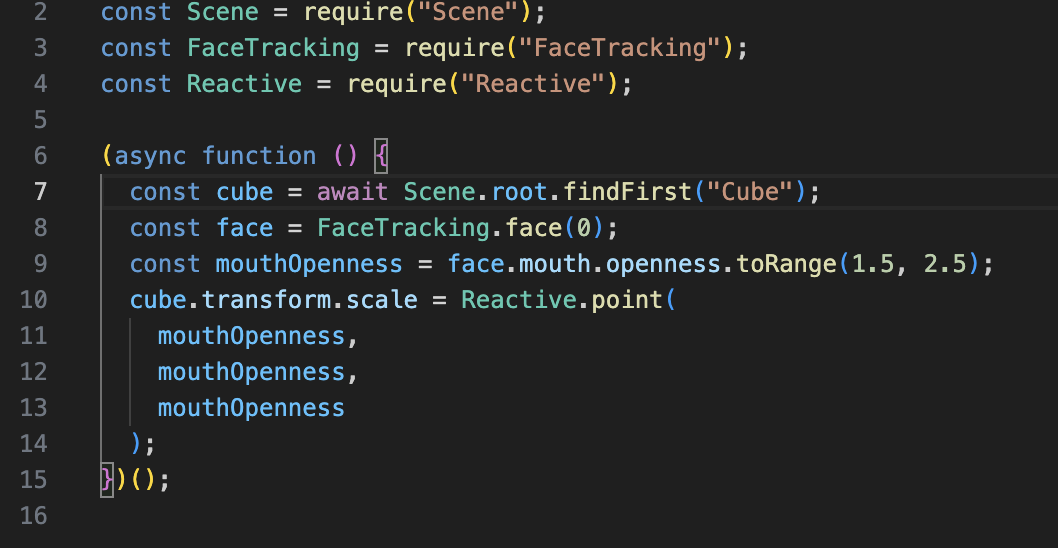 2 const Scene = require("Scene");
3 const FaceTracking = require("FaceTracking");
4 const Reactive = require("Reactive");
5
6 (async function () {
7   const cube = await Scene.root.findFirst("Cube");
8   const face = FaceTracking.face(0);
9   const mouthOpenness = face.mouth.openness.toRange(1.5, 2.5);
10   cube.transform.scale = Reactive.point(
11     mouthOpenness,
12     mouthOpenness,
13     mouthOpenness
14   );
15 })();
16